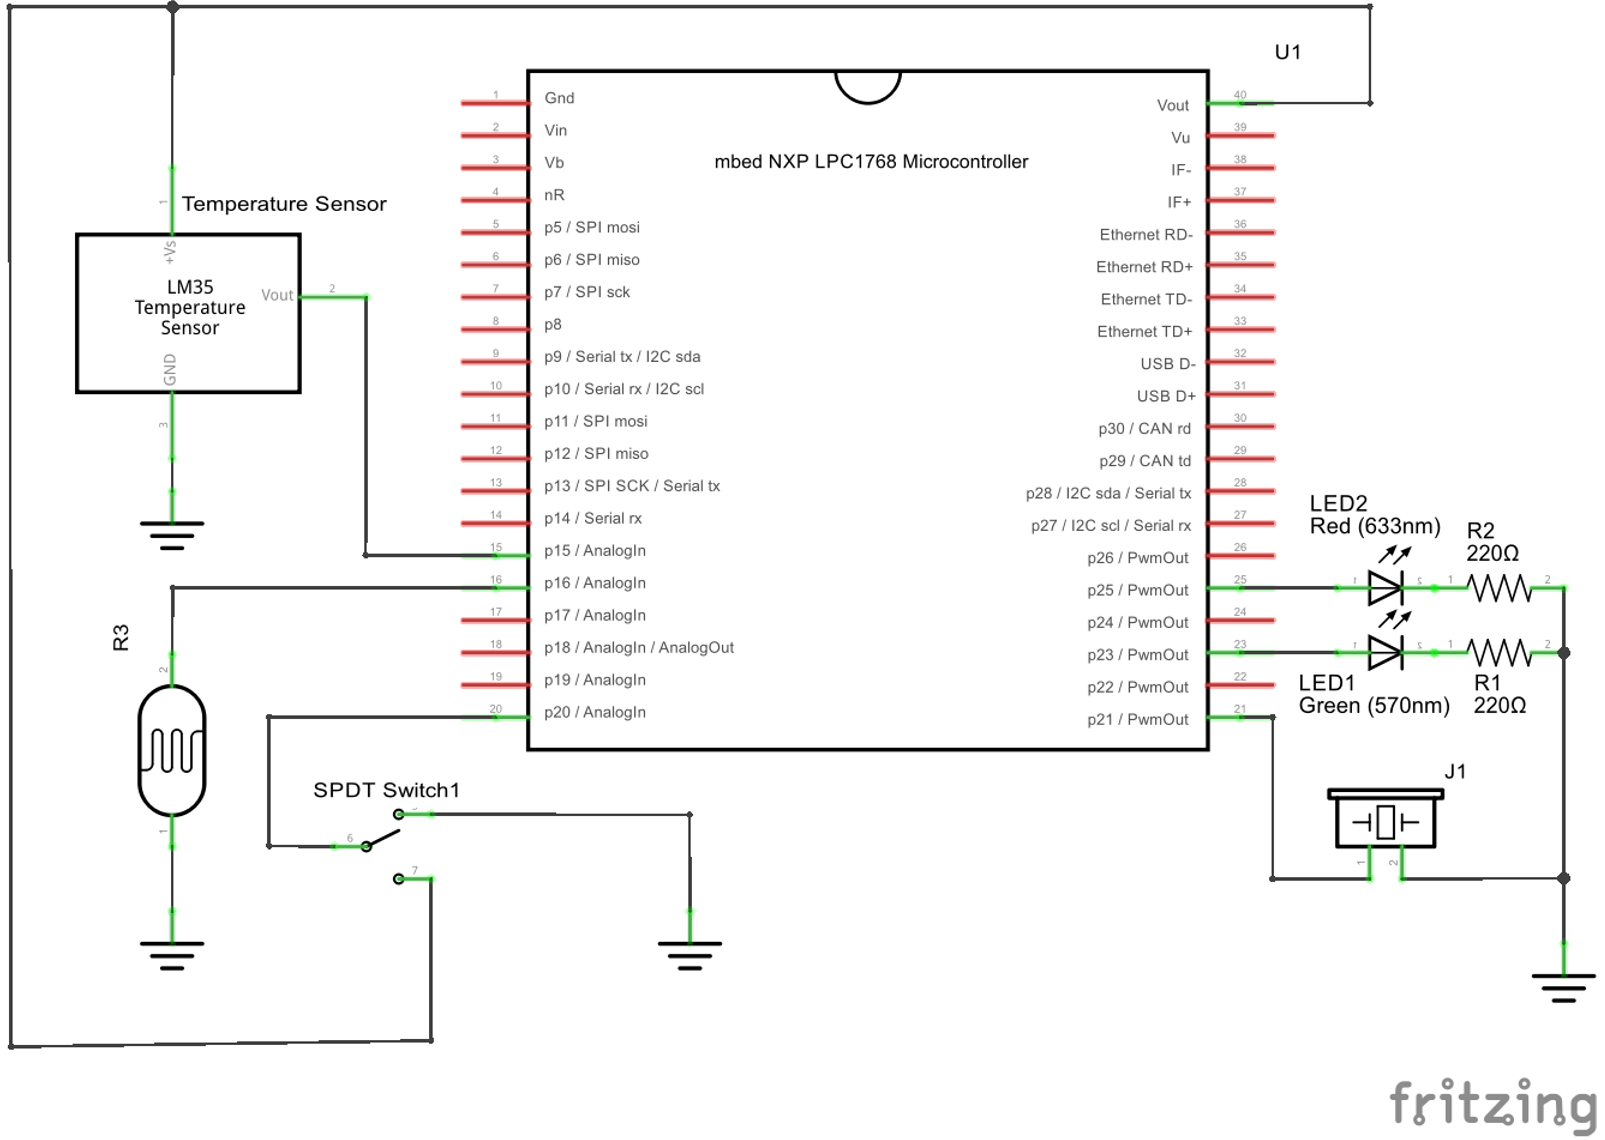 U1
1
Gnd
Vout
40
2
Vin
Vu
39
3
Vb
mbed NXP LPC1768 Microcontroller
IF-
38
4
nR
IF+
37
1
Temperature Sensor
5
p5 / SPI mosi
Ethernet RD-
36
+Vs
6
p6 / SPI miso
Ethernet RD+
35
LM35
Temperature
Sensor
Vout
2
7
p7 / SPI sck
Ethernet TD-
34
8
p8
Ethernet TD+
33
GND
9
p9 / Serial tx / I2C sda
USB D-
32
10
p10 / Serial rx / I2C scl
USB D+
31
3
11
p11 / SPI mosi
p30 / CAN rd
30
12
p12 / SPI miso
p29 / CAN td
29
13
p13 / SPI SCK / Serial tx
p28 / I2C sda / Serial tx
28
14
p14 / Serial rx
p27 / I2C scl / Serial rx
27
LED2
Red (633nm)
R2
220Ω
15
p15 / AnalogIn
p26 / PwmOut
26
16
p16 / AnalogIn
p25 / PwmOut
25
1
2
1
2
17
p17 / AnalogIn
p24 / PwmOut
24
R3
2
18
p18 / AnalogIn / AnalogOut
p23 / PwmOut
23
1
2
1
2
19
p19 / AnalogIn
p22 / PwmOut
22
LED1
Green (570nm)
R1
220Ω
20
p20 / AnalogIn
p21 / PwmOut
21
J1
SPDT Switch1
1
6
7
1
2
fritzing